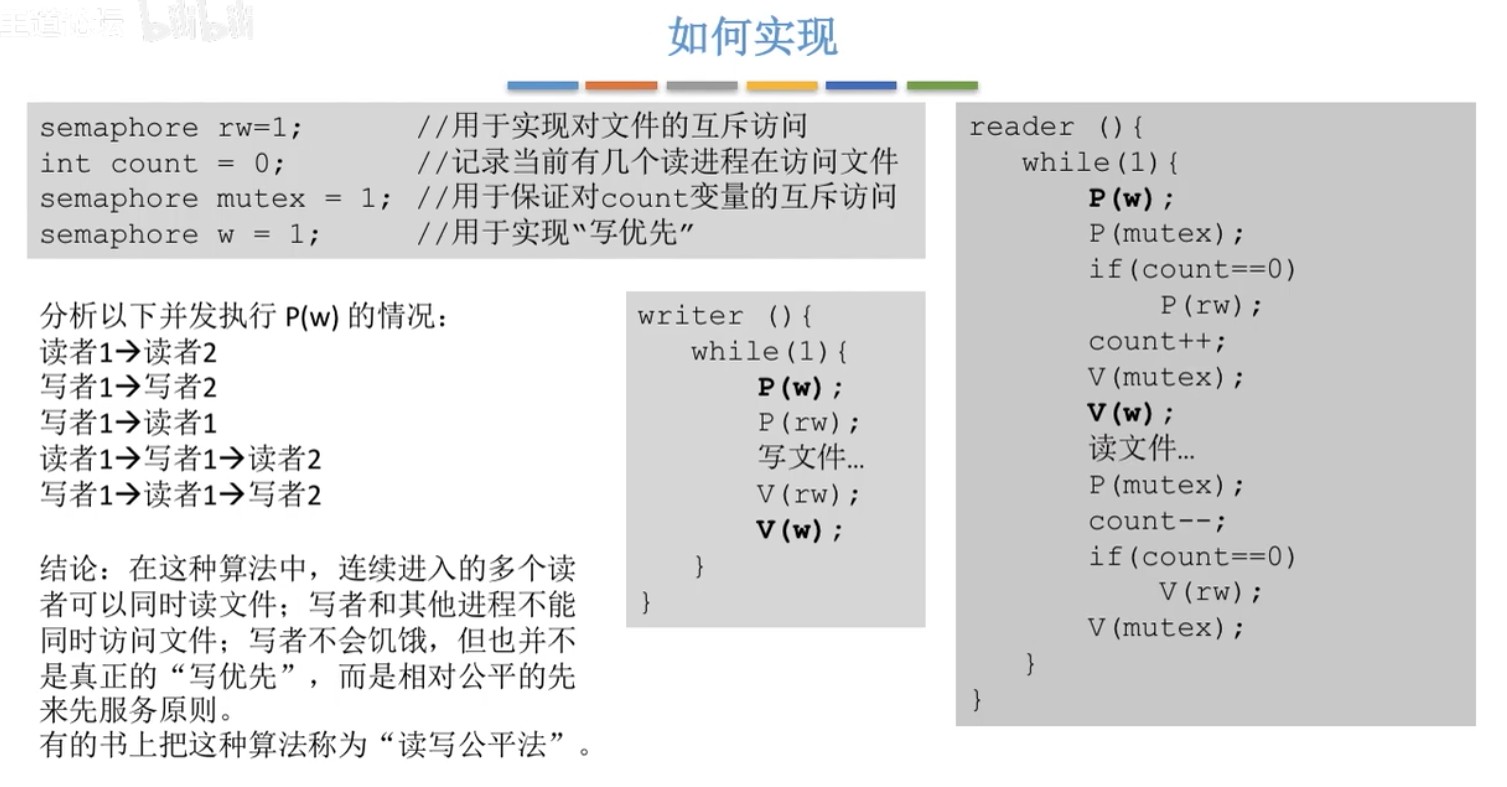 王道论坛 bilibili
如何实现
semaphore rw=1; //用于实现对文件的互斥访问
int count = 0; //记录当前有几个读进程在访问文件
semaphore mutex = 1; //用于保证对count变量的互斥访问
semaphore w = 1; //用于实现“写优先”
分析以下并发执行 P(w) 的情况：
读者1→读者2
写者1→写者2
写者1→读者1
读者1→写者1→读者2
写者1→读者1→写者2
结论：在这种算法中，连续进入的多个读
者可以同时读文件；写者和其他进程不能
同时访问文件；写者不会饥饿，但也并不
是真正的“写优先”，而是相对公平的先
来先服务原则。
有的书上把这种算法称为“读写公平法”。
writer (){
while(1){
P(w);
P(rw);
写文件…
V(rw);
V(w);
}
}
reader (){
while(1){
P(w);
P(mutex);
if(count==0)
P(rw);
count++;
V(mutex);
V(w);
读文件…
P(mutex);
count--;
if(count==0)
V(rw);
V(mutex);
}
}